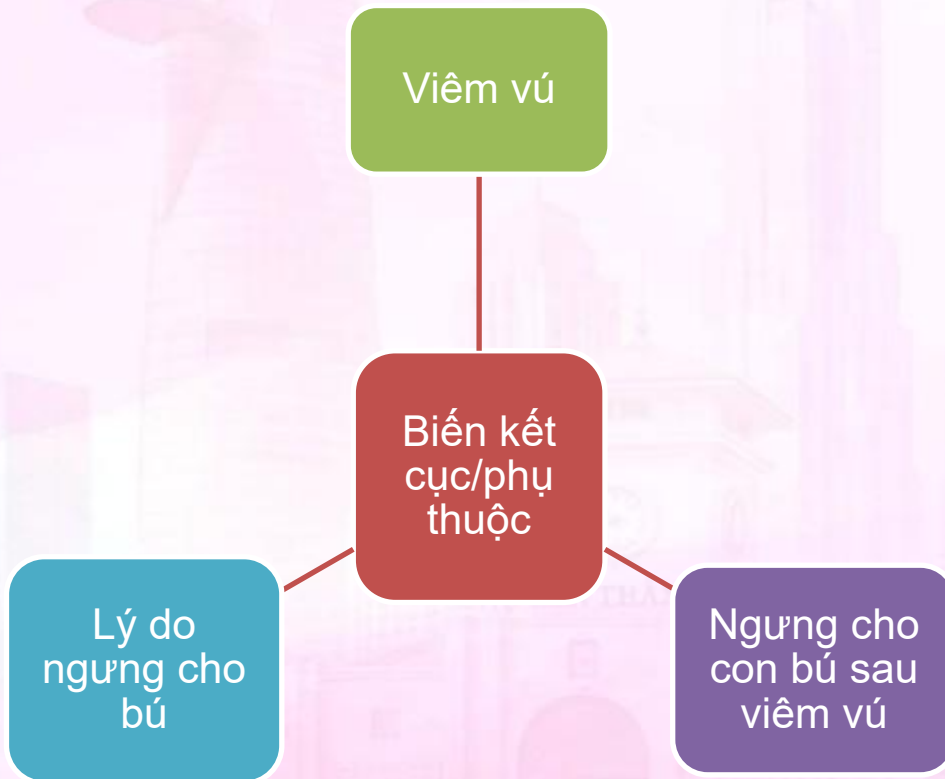 Viêm vú
Biến kết
cục/phụ
thuộc
Lý do
ngưng cho
bú
Ngưng cho
con bú sau
viêm vú